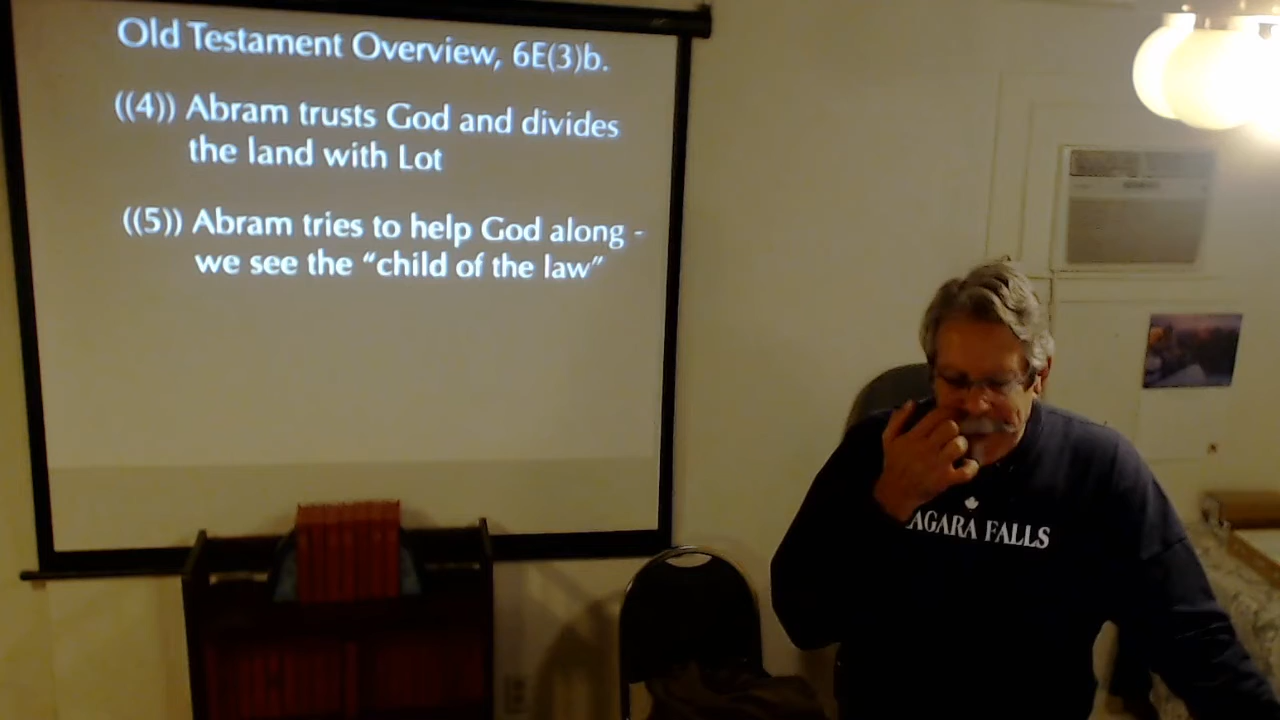 Old Testament Overview, 6E(3)b.
((4)) Abram trusts God and divides
the land with Lot
((5)) Abram tries to help God along -
we see the “child of the law”
AGARA FALLS